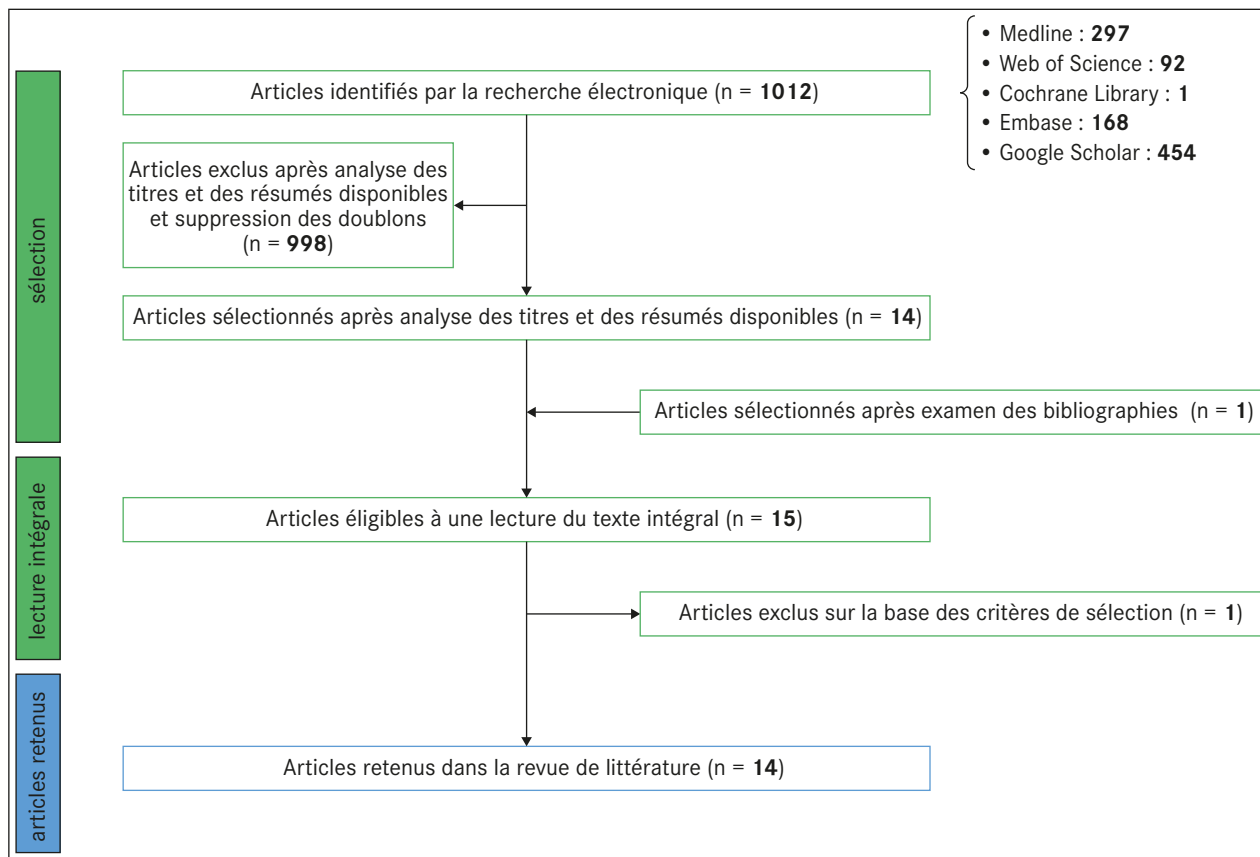 • Medline : 297
• Web of Science : 92
• Cochrane Library : 1
• Embase : 168
• Google Scholar : 454
sélection
Articles identifiés par la recherche électronique (n = 1012)
Articles exclus après analyse des
titres et des résumés disponibles
et suppression des doublons
(n = 998)
Articles sélectionnés après analyse des titres et des résumés disponibles (n = 14)
Articles sélectionnés après examen des bibliographies (n = 1)
lecture intégrale
Articles éligibles à une lecture du texte intégral (n = 15)
Articles exclus sur la base des critères de sélection (n = 1)
articles retenus
Articles retenus dans la revue de littérature (n = 14)